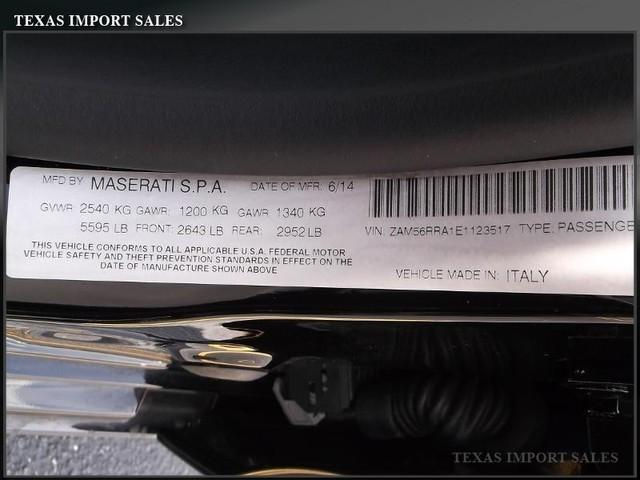 TEXAS IMPORT SALES
MFD BY MASERATI S.P.A. DATE OF MFR. 6/14
GVWR: 2540 KG GAWR: 1200 KG GAWR 1340 KG
5595 LB FRONT: 2643 LB REAR: 2952 LB
THIS VEHICLE CONFORMS TO ALL APPLICABLE U.S.A. FEDERAL MOTOR
VEHICLE SAFETY AND THEFT PREVENTION STANDARDS IN EFFECT ON THE
DATE OF MANUFACTURE SHOWN ABOVE
VIN: ZAM56RRA1E1123517 TYPE: PASSENGE
VEHICLE MADE IN: ITALY
TEXAS IMPORT SALES